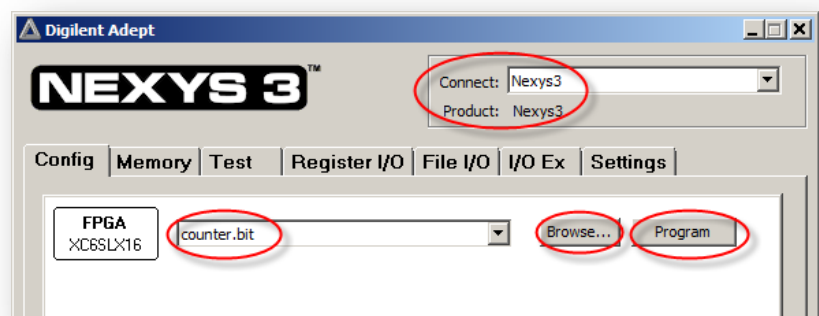 Digilent Adept
NEXYS 3™
Connect: Nexys3
Product: Nexys3
Config Memory Test Register I/O File I/O I/O Ex Settings
FPGA
XC6SLX16
counter.bit
Browse...
Program